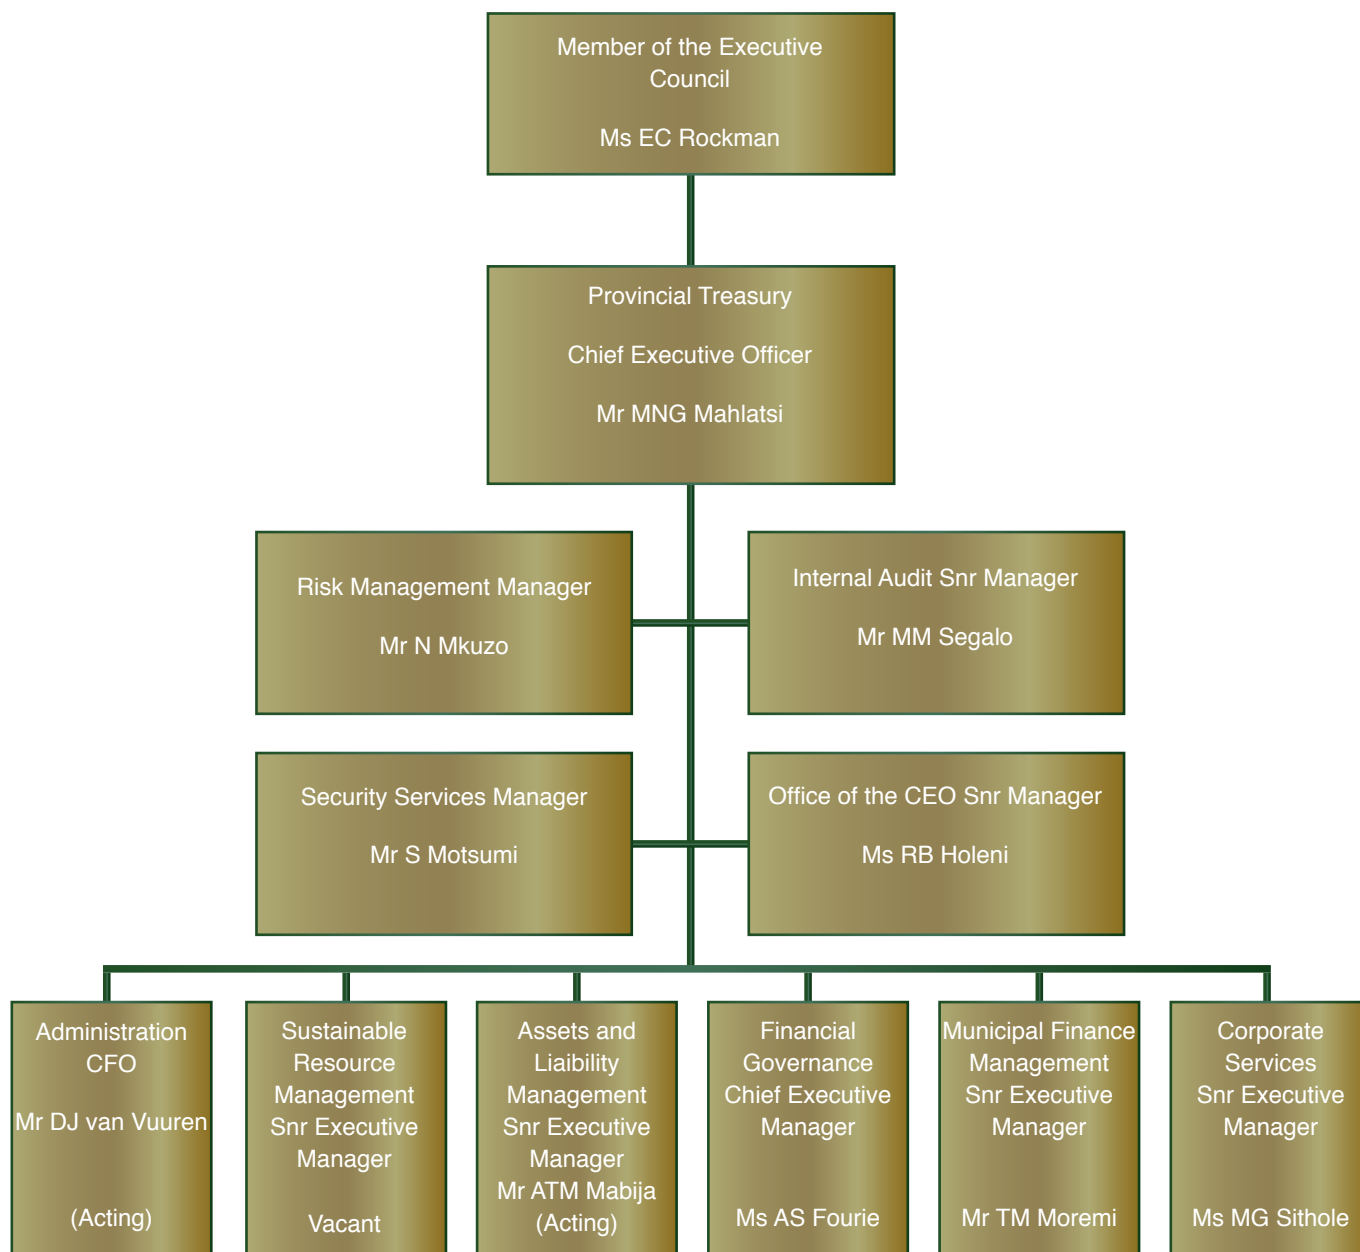 Member of the Executive
Council
Ms EC Rockman
Provincial Treasury
Chief Executive Officer
Mr MNG Mahlatsi
Risk Management Manager
Mr N Mkuzo
Internal Audit Snr Manager
Mr MM Segalo
Security Services Manager
Mr S Motsumi
Office of the CEO Snr Manager
Ms RB Holeni
Administration
CFO
Mr DJ van Vuuren
(Acting)
Sustainable
Resource
Management
Snr Executive
Manager
Vacant
Assets and
Liaibility
Management
Snr Executive
Manager
Mr ATM Mabija
(Acting)
Financial
Governance
Chief Executive
Manager
Ms AS Fourie
Municipal Finance
Management
Snr Executive
Manager
Mr TM Moremi
Corporate
Services
Snr Executive
Manager
Ms MG Sithole